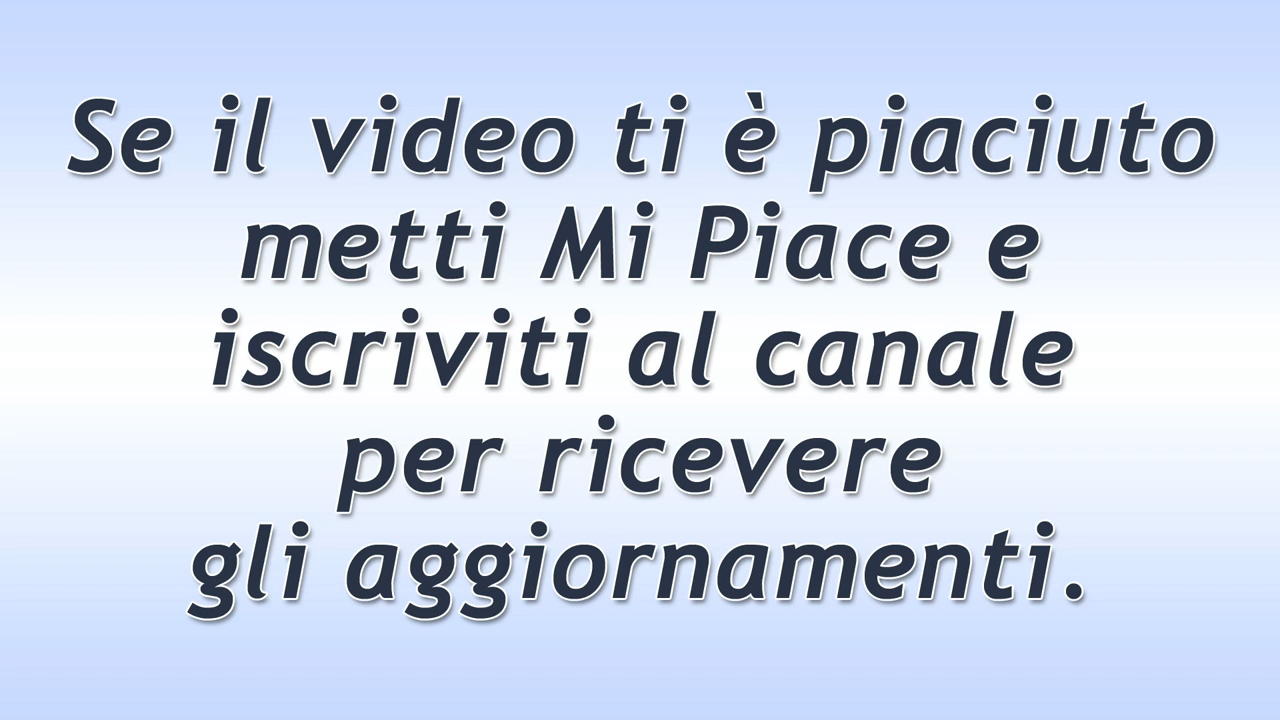 Se il video ti è piaciuto
metti Mi Piace e
iscriviti al canale
per ricevere
gli aggiornamenti.